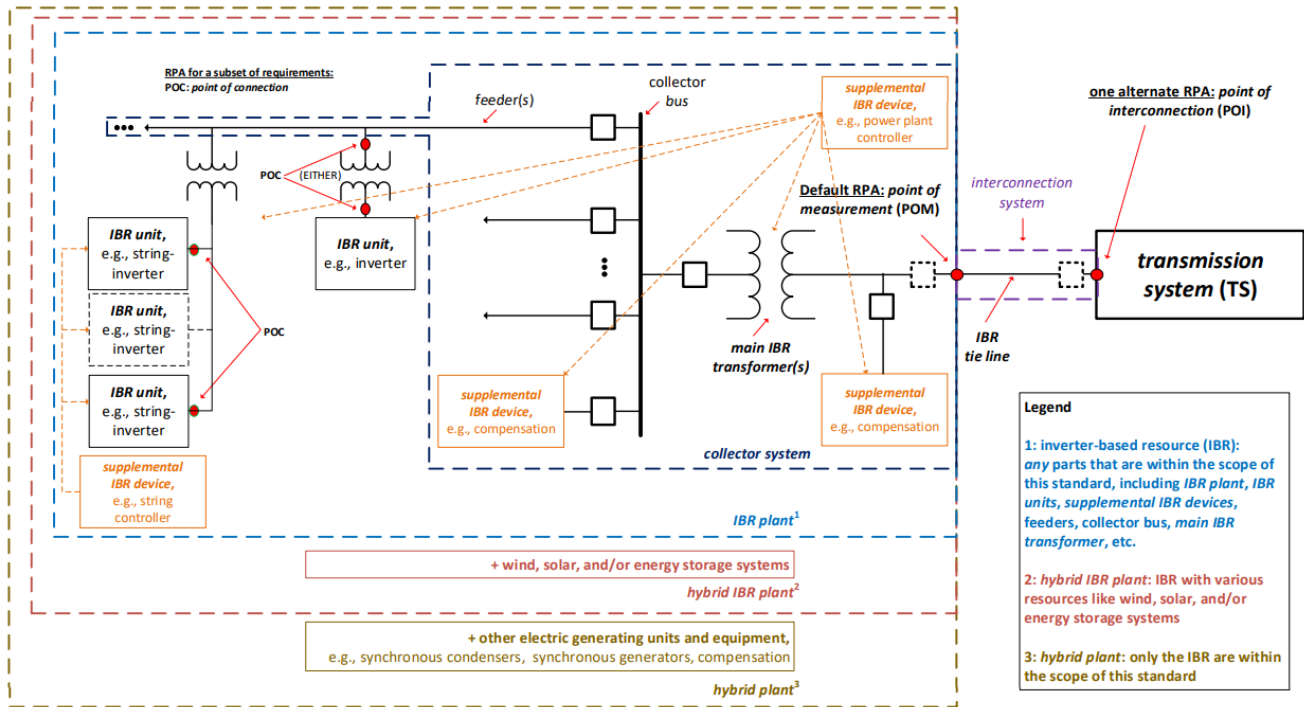 RPA for a subset of requirements:
POC: point of connection
feeder(s)
collector
bus
supplemental
IBR device,
e.g., power plant
controller
one alternate RPA: point of
interconnection (POI)
•••
POC
(EITHER)
Default RPA: point of
measurement (POM)
interconnection
system
IBR unit,
e.g., string-
inverter
IBR unit,
e.g., inverter
IBR unit,
e.g., string-
inverter
POC
IBR unit,
e.g., string-
inverter
transmission
system (TS)
IBR
tie line
main IBR
transformer(s)
supplemental
IBR device,
e.g., compensation
supplemental
IBR device,
e.g., compensation
collector system
supplemental
IBR device,
e.g., string
controller
IBR plant1
+ wind, solar, and/or energy storage systems
hybrid IBR plant2
+ other electric generating units and equipment,
e.g., synchronous condensers, synchronous generators, compensation
hybrid plant3
Legend
1: inverter-based resource (IBR):
any parts that are within the scope of
this standard, including IBR plant, IBR
units, supplemental IBR devices,
feeders, collector bus, main IBR
transformer, etc.
2: hybrid IBR plant: IBR with various
resources like wind, solar, and/or
energy storage systems
3: hybrid plant: only the IBR are within
the scope of this standard